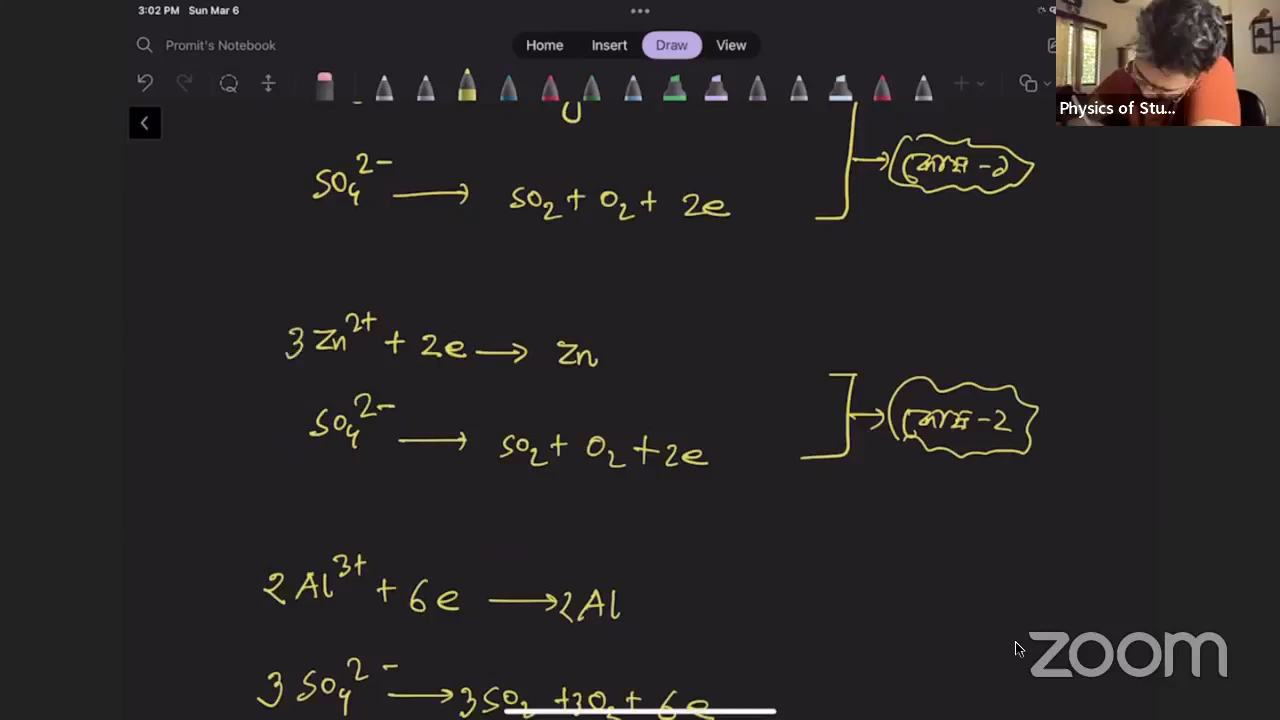 3:02 PM Sun Mar 6
Promit's Notebook
Home Insert Draw View
Physics of Stu...
SO₄²⁻ ⟶ SO₂ + O₂ + 2e
কোষ-১
3 Zn²⁺ + 2e ⟶ Zn
SO₄²⁻ ⟶ SO₂ + O₂ + 2e
কোষ-2
2 Al³⁺ + 6e ⟶ 2Al
3 SO₄²⁻ ⟶ 3SO₂ + 3O₂ + 6e
zoom